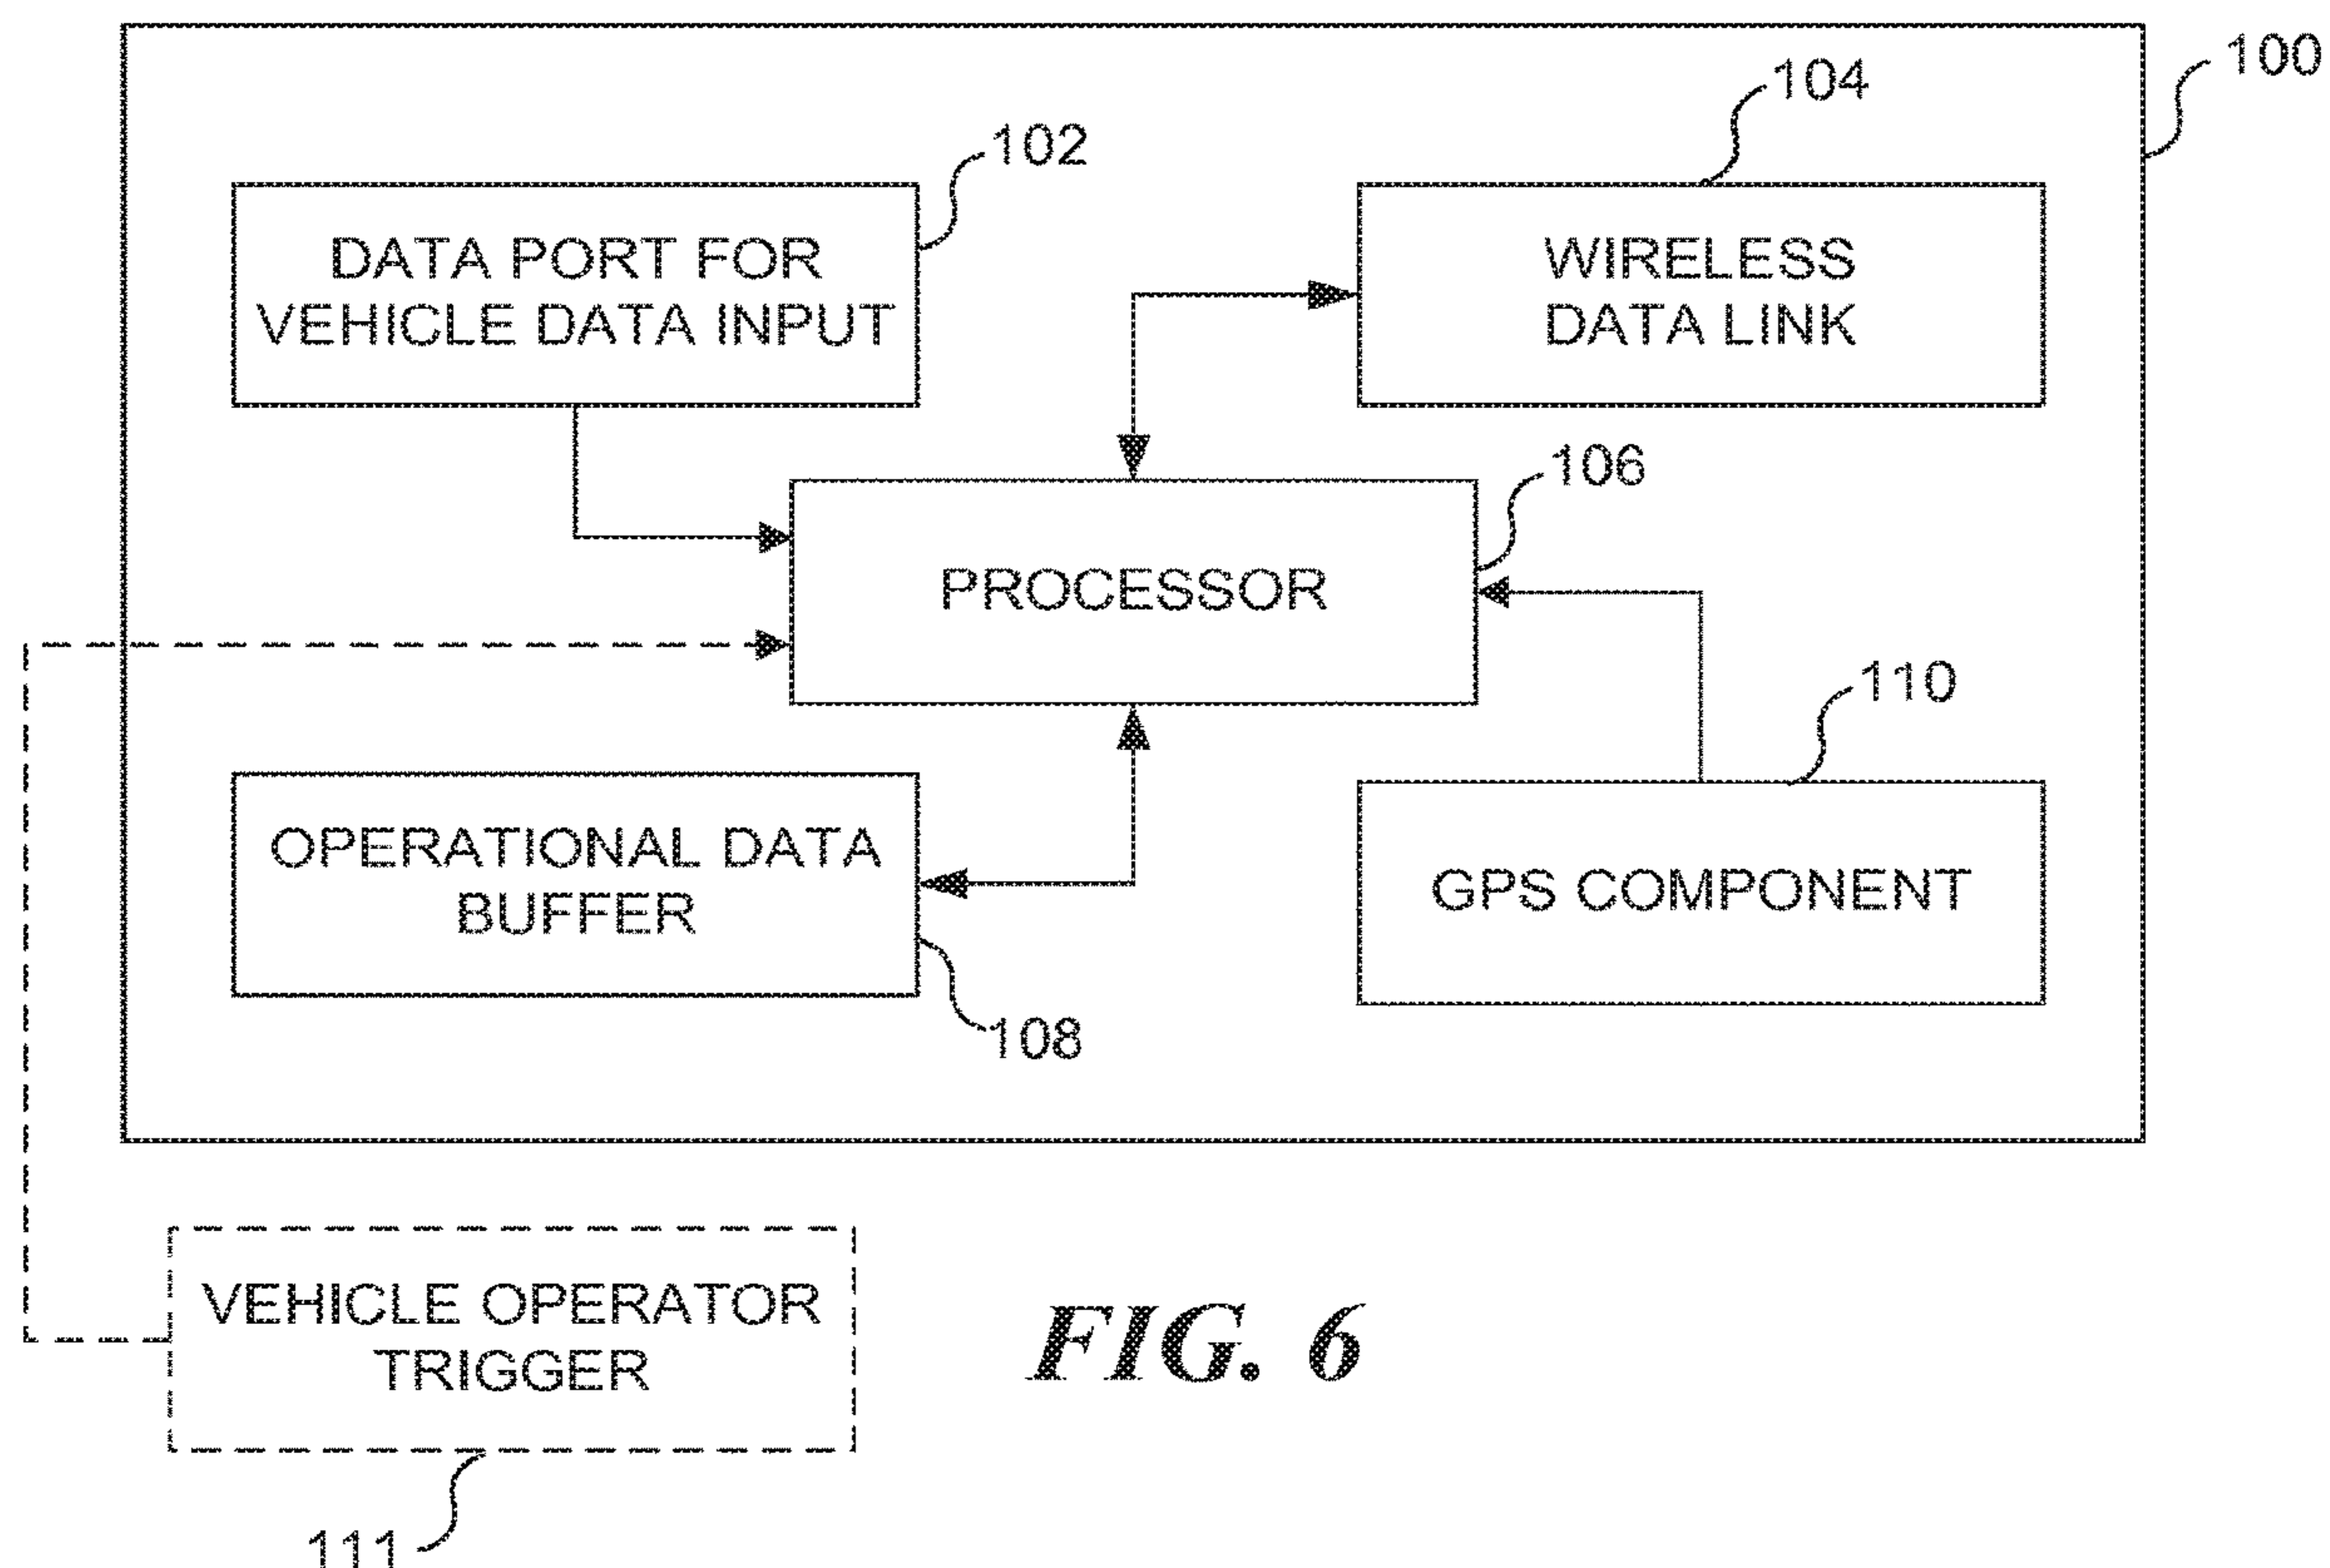 100
104
102
DATA PORT FOR
VEHICLE DATA INPUT
WIRELESS
DATA LINK
106
PROCESSOR
110
OPERATIONAL DATA
BUFFER
GPS COMPONENT
108
VEHICLE OPERATOR
TRIGGER
FIG. 6
111